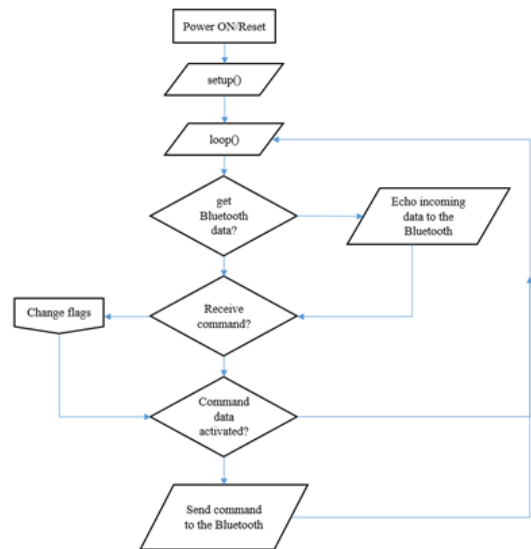 Power ON/Reset
setup()
loop()
get
Bluetooth
data?
Echo incoming
data to the
Bluetooth
Receive
command?
Change flags
Command
data
activated?
Send command
to the Bluetooth